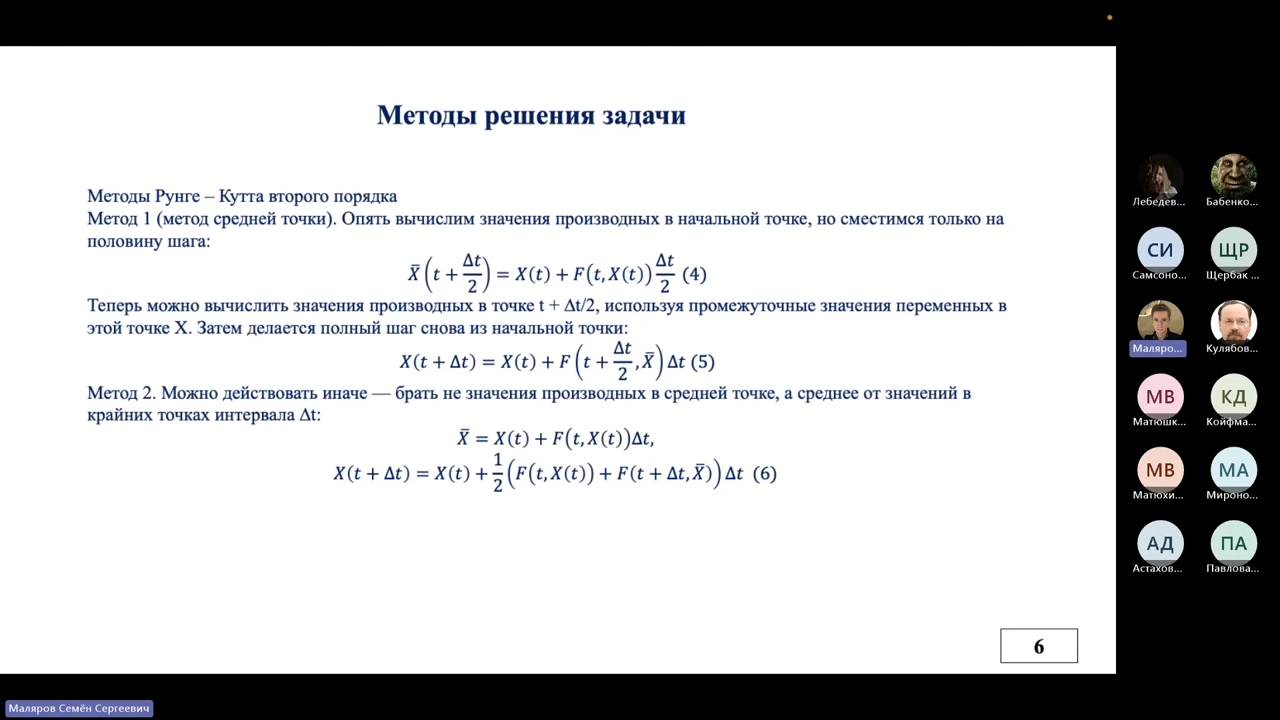 Методы решения задачи
Методы Рунге – Кутта второго порядка
Метод 1 (метод средней точки). Опять вычислим значения производных в начальной точке, но сместимся только на
половину шага:
X̄(t + Δt/2) = X(t) + F(t, X(t)) Δt/2 (4)
Теперь можно вычислить значения производных в точке t + Δt/2, используя промежуточные значения переменных в
этой точке X. Затем делается полный шаг снова из начальной точки:
X(t + Δt) = X(t) + F(t + Δt/2, X̄) Δt (5)
Метод 2. Можно действовать иначе — брать не значения производных в средней точке, а среднее от значений в
крайних точках интервала Δt:
X̄ = X(t) + F(t, X(t))Δt,
X(t + Δt) = X(t) + 1/2 (F(t, X(t)) + F(t + Δt, X̄)) Δt (6)
6
Лебедев...
Бабенко...
СИ
Самсоно...
ЩР
Щербак ...
Маляро...
Кулябов...
МВ
Матюшк...
КД
Койфма...
МВ
Матюхи...
МА
Мироно...
АД
Астахов...
ПА
Павлова...
Маляров Семён Сергеевич